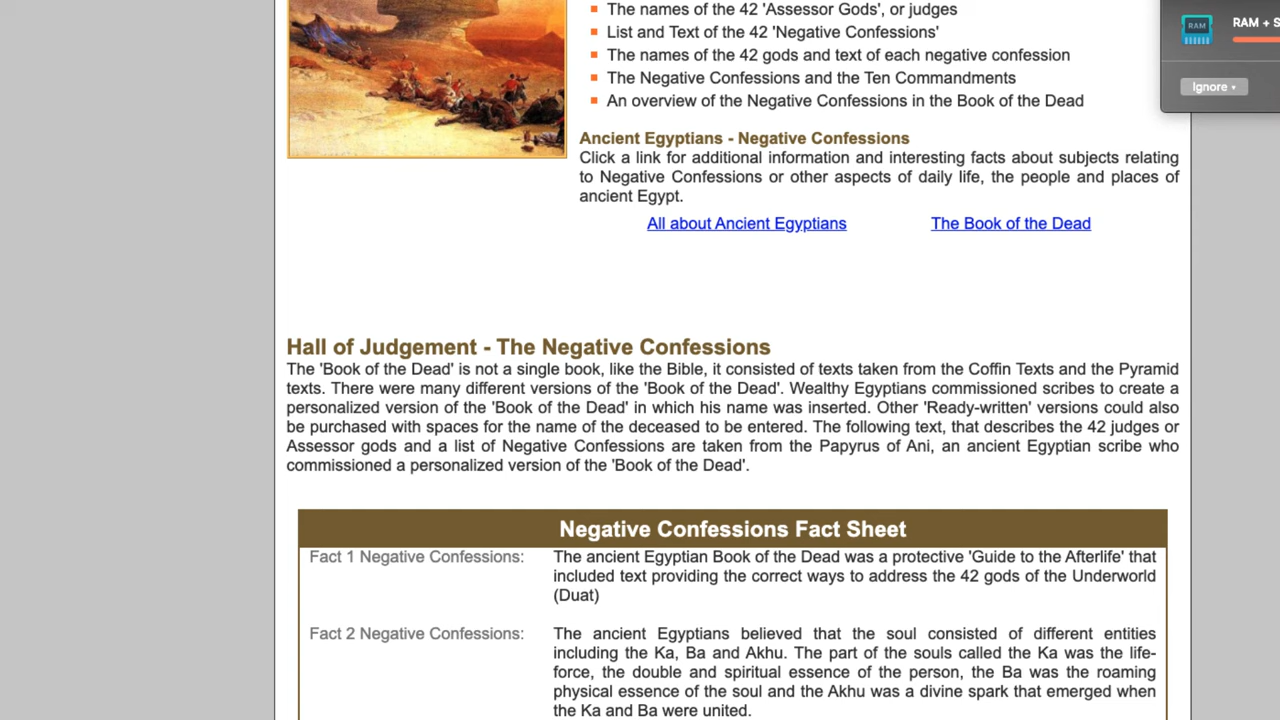 The names of the 42 'Assessor Gods', or judges
List and Text of the 42 'Negative Confessions'
The names of the 42 gods and text of each negative confession
The Negative Confessions and the Ten Commandments
An overview of the Negative Confessions in the Book of the Dead
RAM
RAM + S
Ignore
Ancient Egyptians - Negative Confessions
Click a link for additional information and interesting facts about subjects relating
to Negative Confessions or other aspects of daily life, the people and places of
ancient Egypt.
All about Ancient Egyptians
The Book of the Dead
Hall of Judgement - The Negative Confessions
The 'Book of the Dead' is not a single book, like the Bible, it consisted of texts taken from the Coffin Texts and the Pyramid
texts. There were many different versions of the 'Book of the Dead'. Wealthy Egyptians commissioned scribes to create a
personalized version of the 'Book of the Dead' in which his name was inserted. Other 'Ready-written' versions could also
be purchased with spaces for the name of the deceased to be entered. The following text, that describes the 42 judges or
Assessor gods and a list of Negative Confessions are taken from the Papyrus of Ani, an ancient Egyptian scribe who
commissioned a personalized version of the 'Book of the Dead'.
Negative Confessions Fact Sheet
Fact 1 Negative Confessions:
The ancient Egyptian Book of the Dead was a protective 'Guide to the Afterlife' that
included text providing the correct ways to address the 42 gods of the Underworld
(Duat)
Fact 2 Negative Confessions:
The ancient Egyptians believed that the soul consisted of different entities
including the Ka, Ba and Akhu. The part of the souls called the Ka was the life-
force, the double and spiritual essence of the person, the Ba was the roaming
physical essence of the soul and the Akhu was a divine spark that emerged when
the Ka and Ba were united.